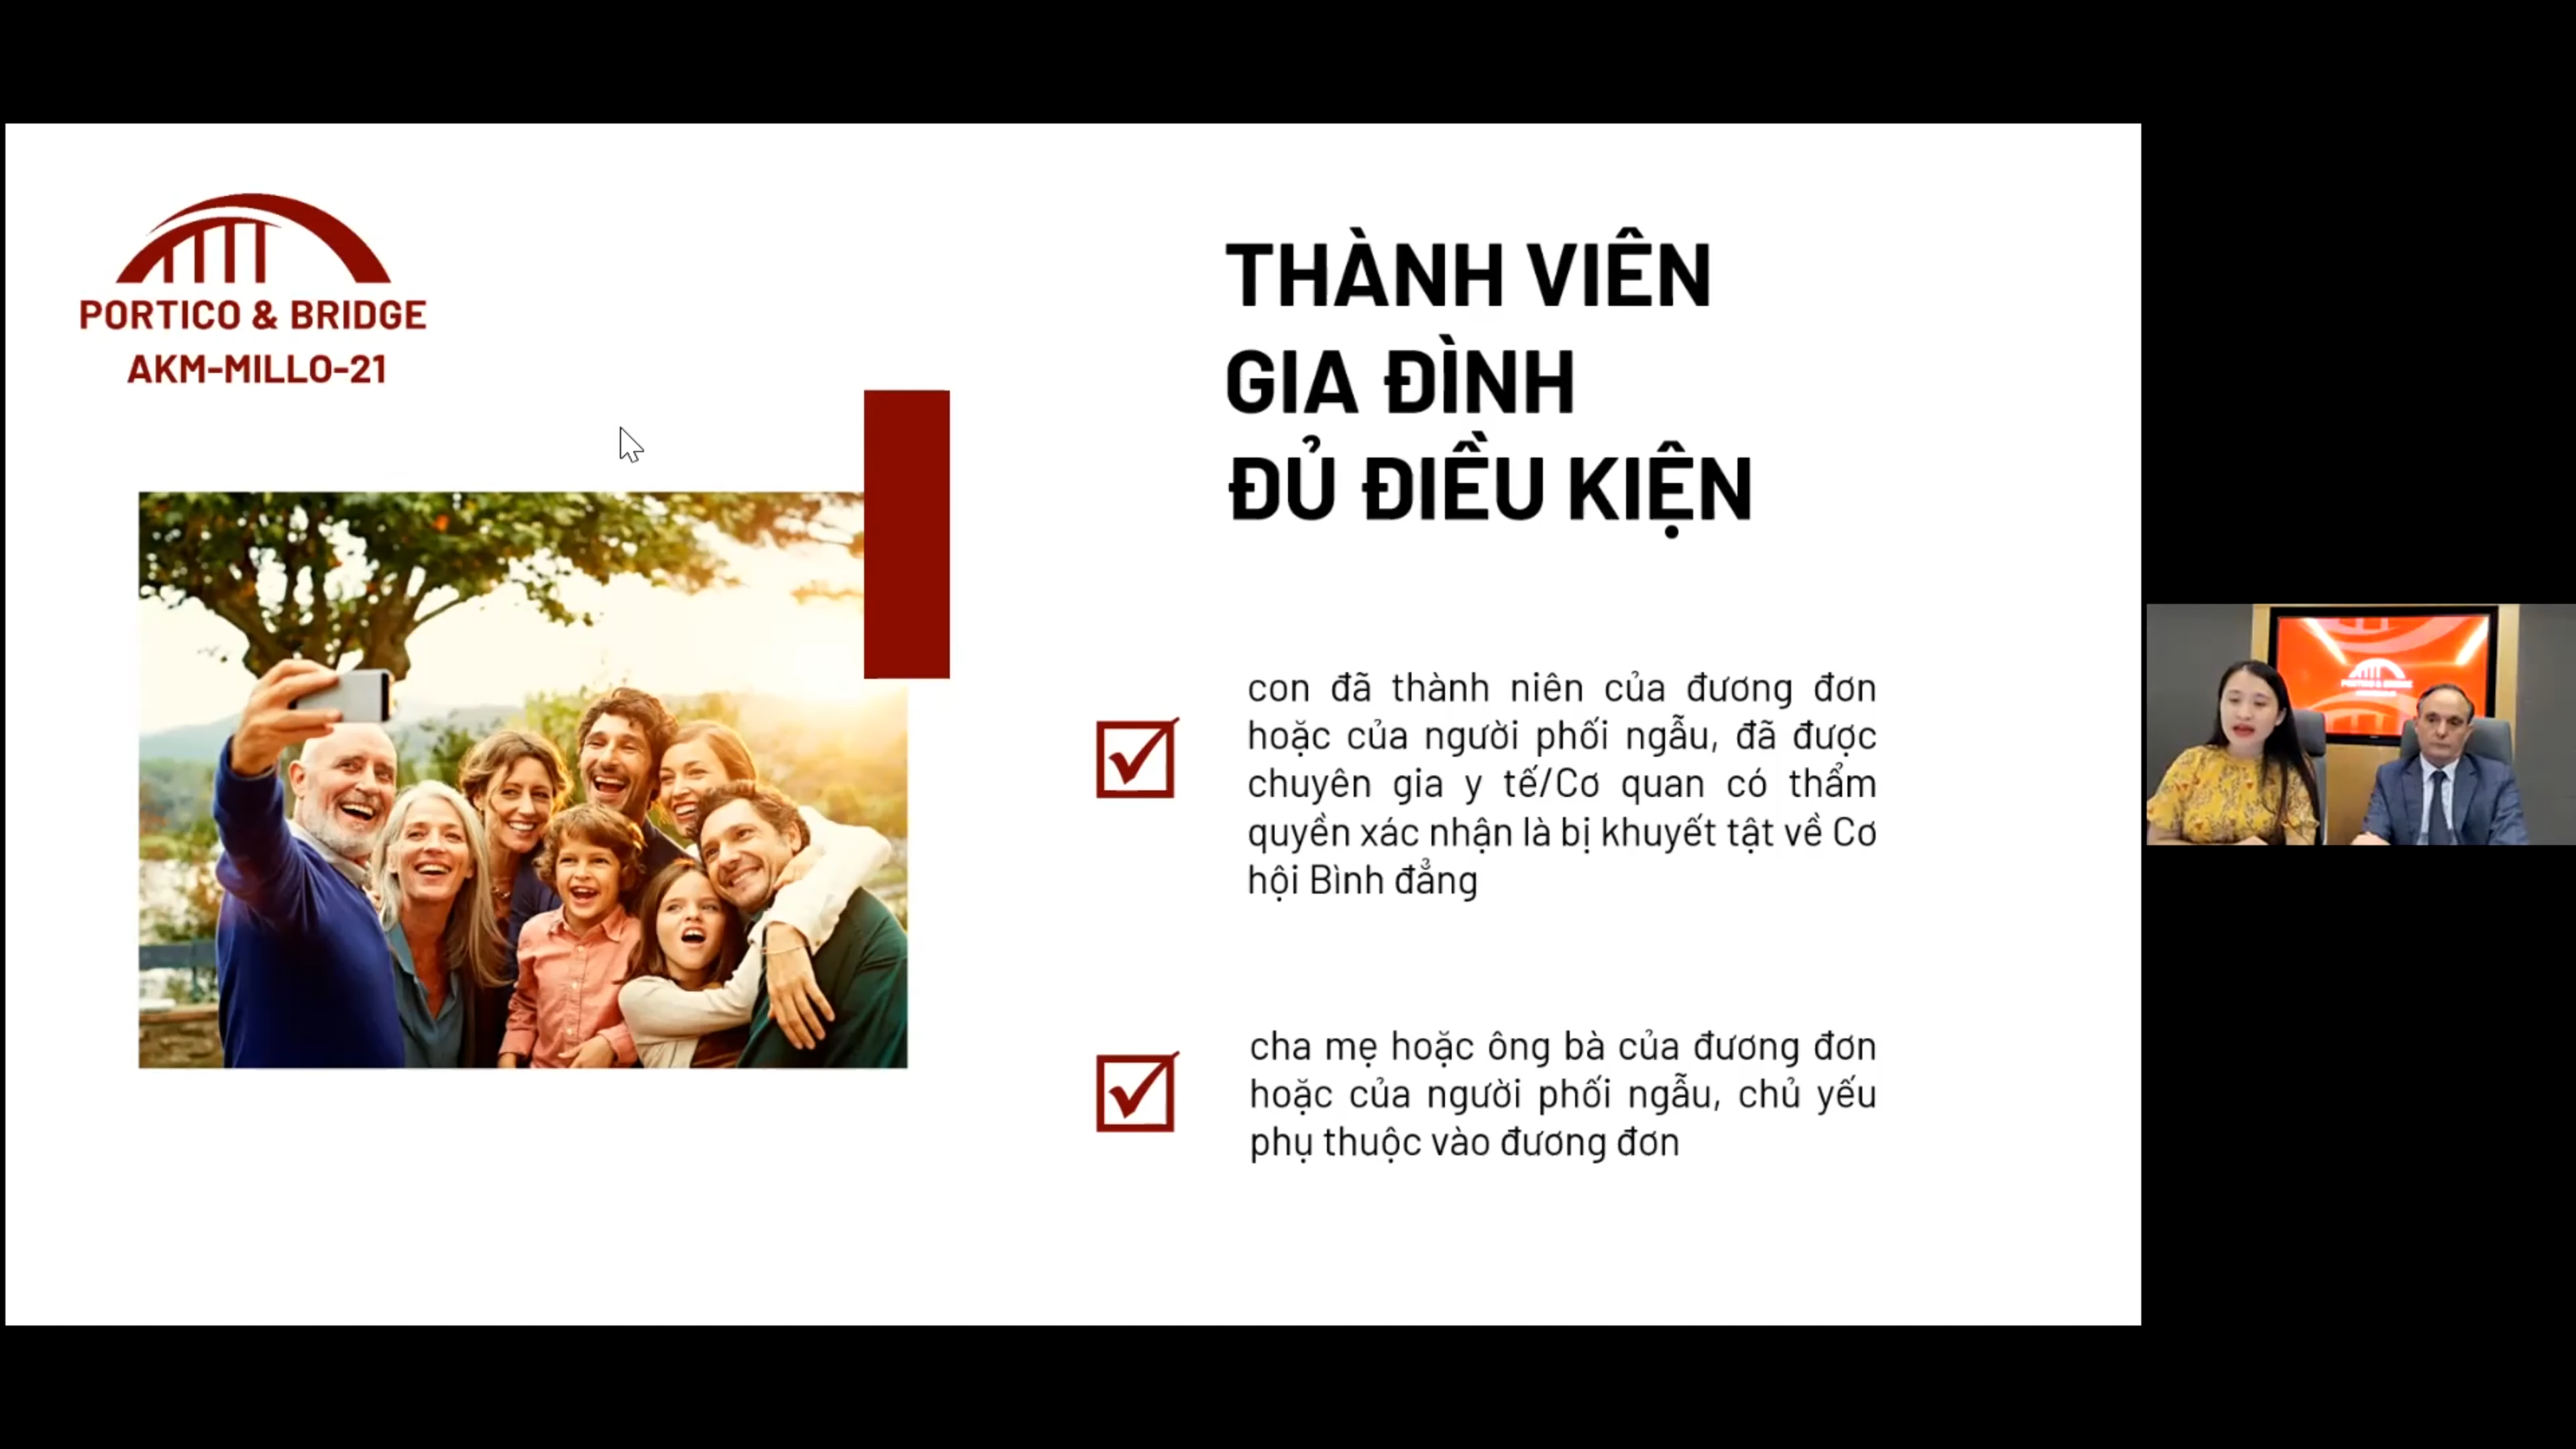 PORTICO & BRIDGE
AKM-MILLO-21
THÀNH VIÊN
GIA ĐÌNH
ĐỦ ĐIỀU KIỆN
con đã thành niên của đương đơn
hoặc của người phối ngẫu, đã được
chuyên gia y tế/Cơ quan có thẩm
quyền xác nhận là bị khuyết tật về Cơ
hội Bình đẳng
cha mẹ hoặc ông bà của đương đơn
hoặc của người phối ngẫu, chủ yếu
phụ thuộc vào đương đơn
PORTICO & BRIDGE